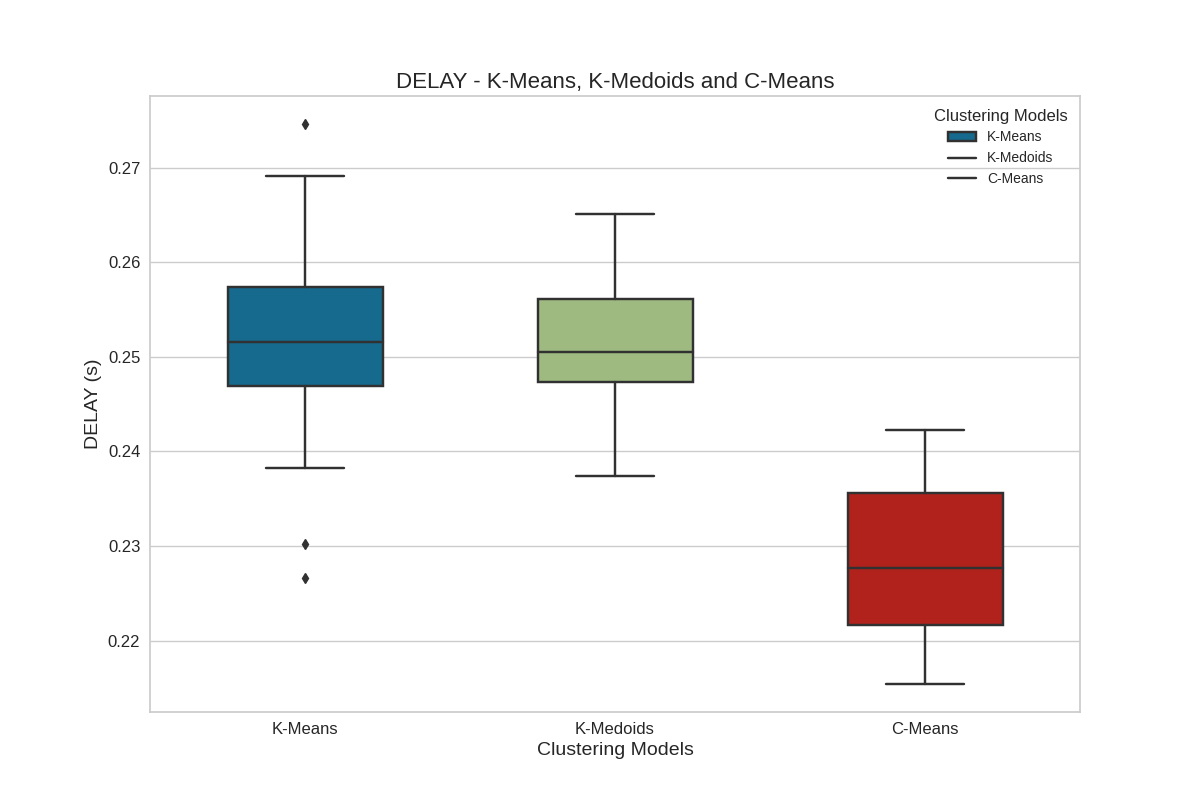 DELAY - K-Means, K-Medoids and C-Means
Clustering Models
K-Means
K-Medoids
C-Means
0.27
0.26
0.25
0.24
0.23
0.22
DELAY (s)
K-Means K-Medoids C-Means
Clustering Models